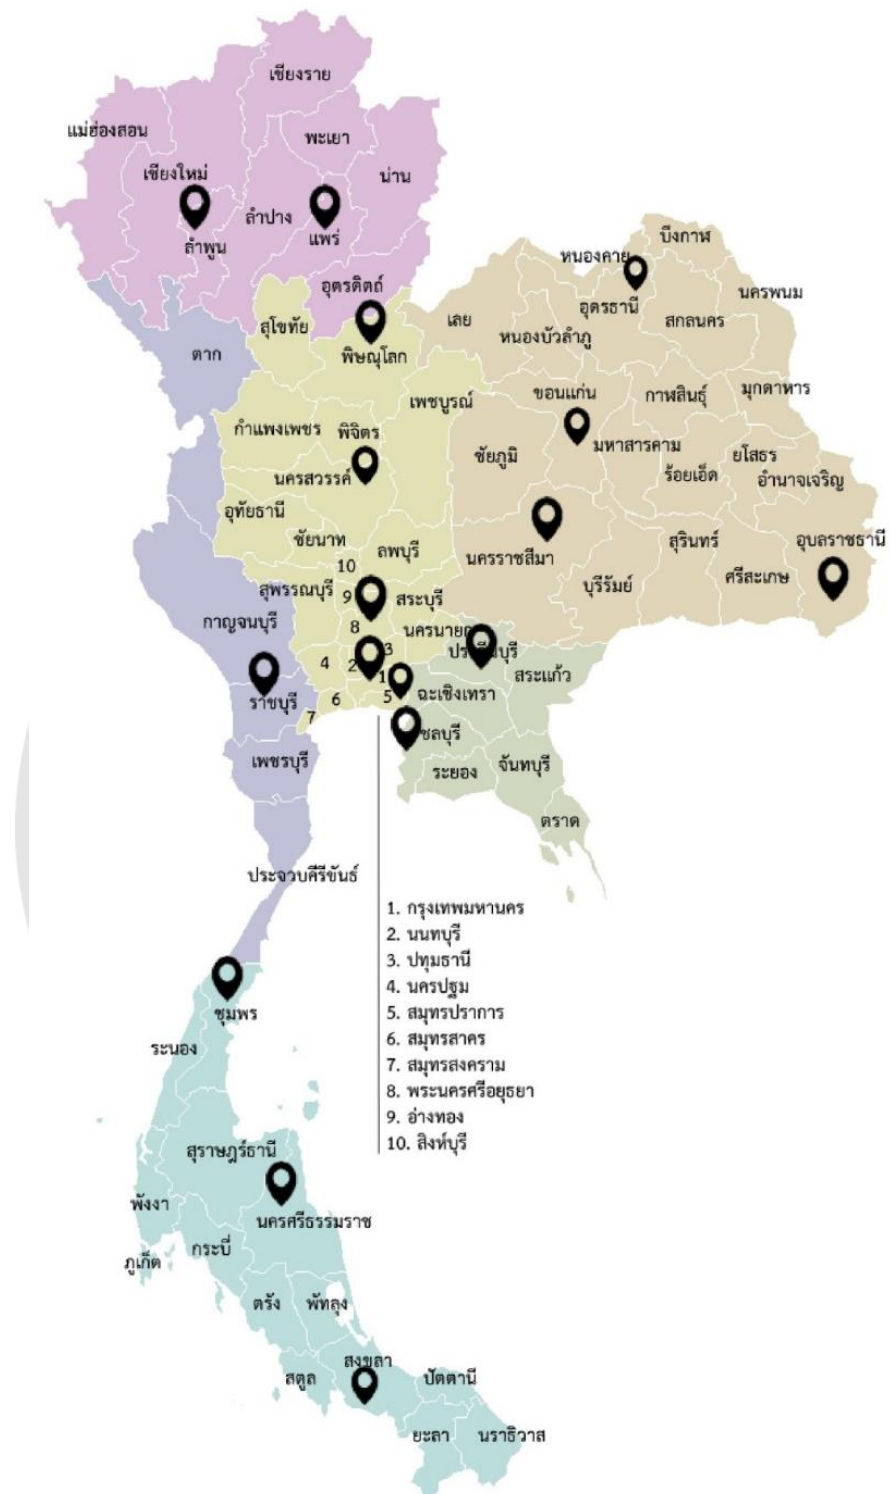 เชียงราย
แม่ฮ่องสอน
พะเยา
เชียงใหม่
น่าน
ลำปาง
แพร่
ลำพูน
บึงกาฬ
หนองคาย
อุตรดิตถ์
นครพนม
อุดรธานี
สุโขทัย
เลย
สกลนคร
หนองบัวลำภู
ตาก
พิษณุโลก
ขอนแก่น
กาฬสินธุ์
มุกดาหาร
เพชบูรณ์
กำแพงเพชร
พิจิตร
มหาสารคาม
ชัยภูมิ
ยโสธร
นครสวรรค์
ร้อยเอ็ด
อำนาจเจริญ
อุทัยธานี
ชัยนาท
ลพบุรี
สุรินทร์
อุบลราชธานี
นครราชสีมา
10
สุพรรณบุรี
9
สระบุรี
บุรีรัมย์
ศรีสะเกษ
กาญจนบุรี
8
3
4
2
1
สระแก้ว
ราชบุรี
6
5
ฉะเชิงเทรา
7
ชลบุรี
เพชรบุรี
ระยอง
จันทบุรี
ตราด
ประจวบคีรีขันธ์
1. กรุงเทพมหานคร
2. นนทบุรี
3. ปทุมธานี
4. นครปฐม
5. สมุทรปราการ
6. สมุทรสาคร
7. สมุทรสงคราม
8. พระนครศรีอยุธยา
9. อ่างทอง
10. สิงห์บุรี
ชุมพร
ระนอง
สุราษฎร์ธานี
พังงา
นครศรีธรรมราช
กระบี่
ภูเก็ต
ตรัง
พัทลุง
สงขลา
สตูล
ปัตตานี
ยะลา
นราธิวาส